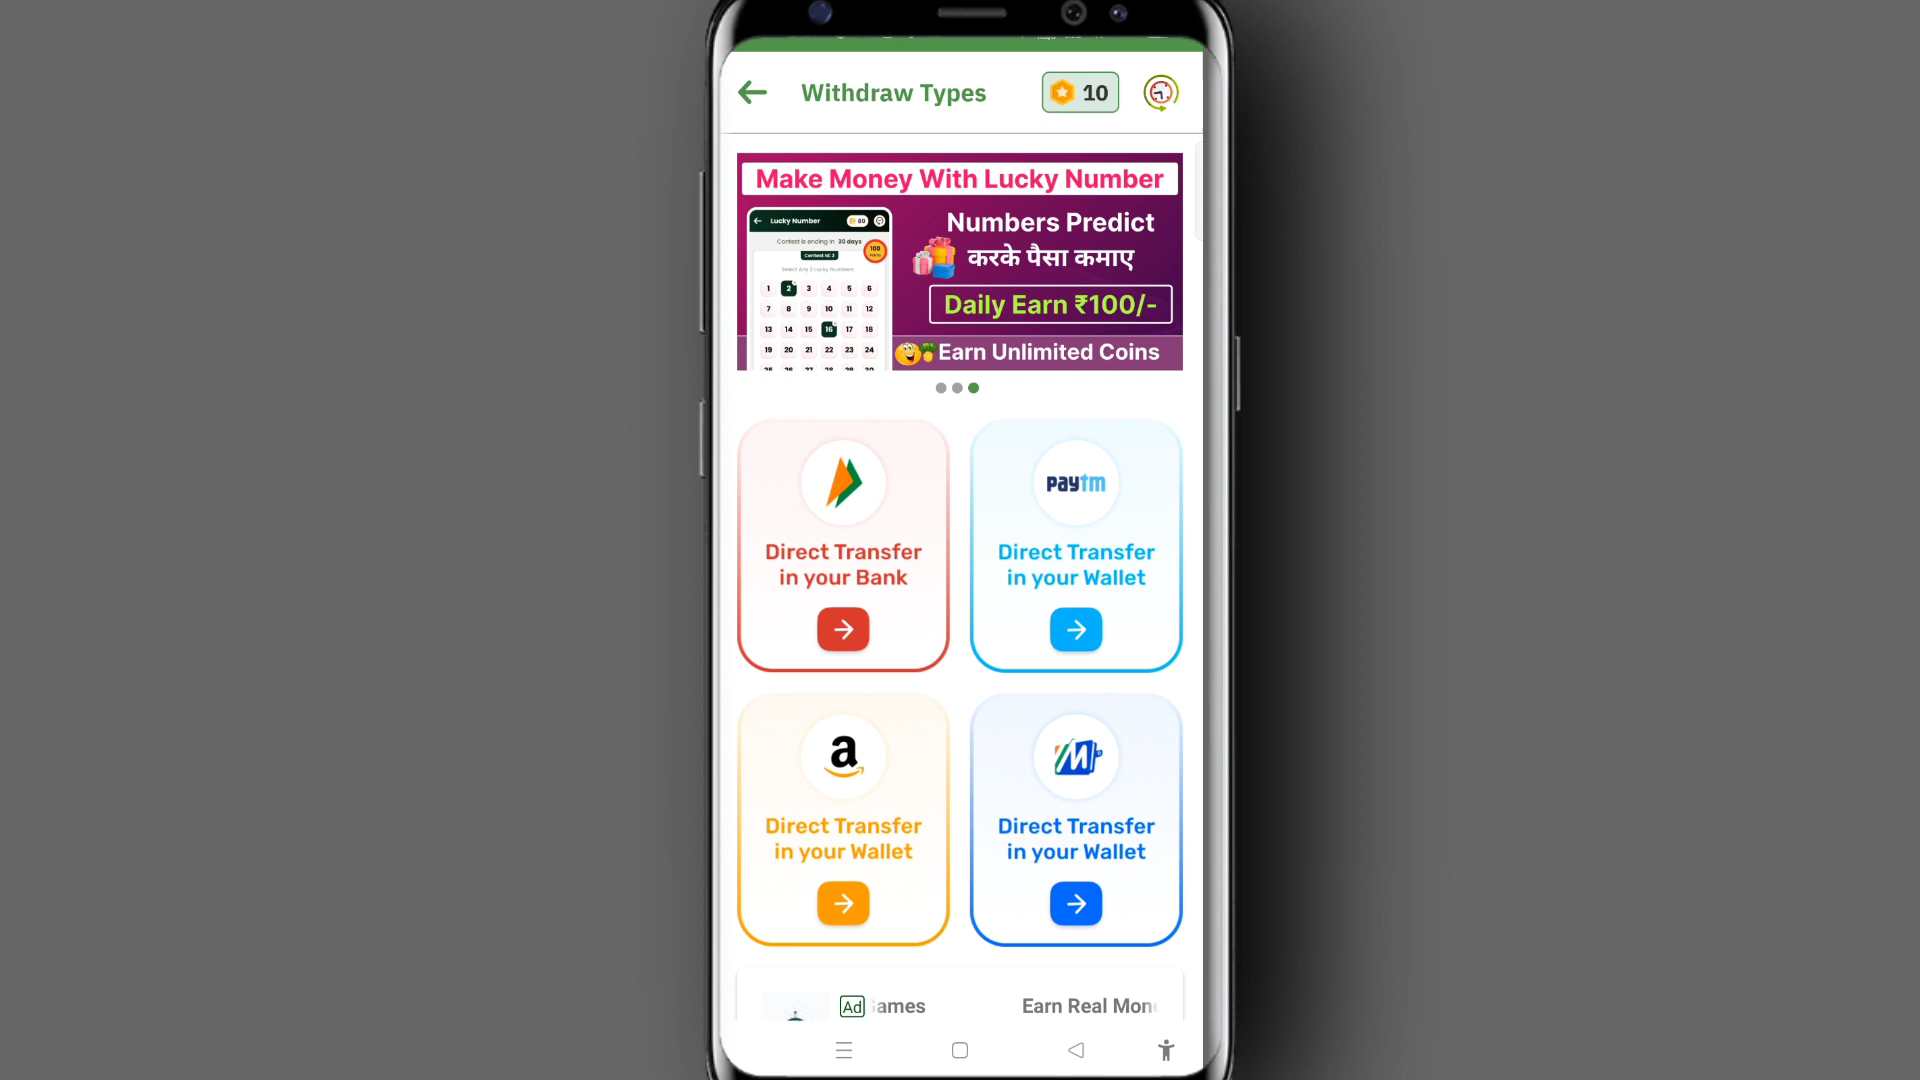 Withdraw Types
10
Make Money With Lucky Number
Lucky Number
80
Contest is ending in 30 days
100
Points
Contest Id: 3
Select Any 2 Lucky Numbers
1 2 3 4 5 6
7 8 9 10 11 12
13 14 15 16 17 18
19 20 21 22 23 24
Numbers Predict
करके पैसा कमाए
Daily Earn ₹100/-
Earn Unlimited Coins
Direct Transfer
in your Bank
paytm
Direct Transfer
in your Wallet
a
Direct Transfer
in your Wallet
M
Direct Transfer
in your Wallet
Ad
ames
Earn Real Mon